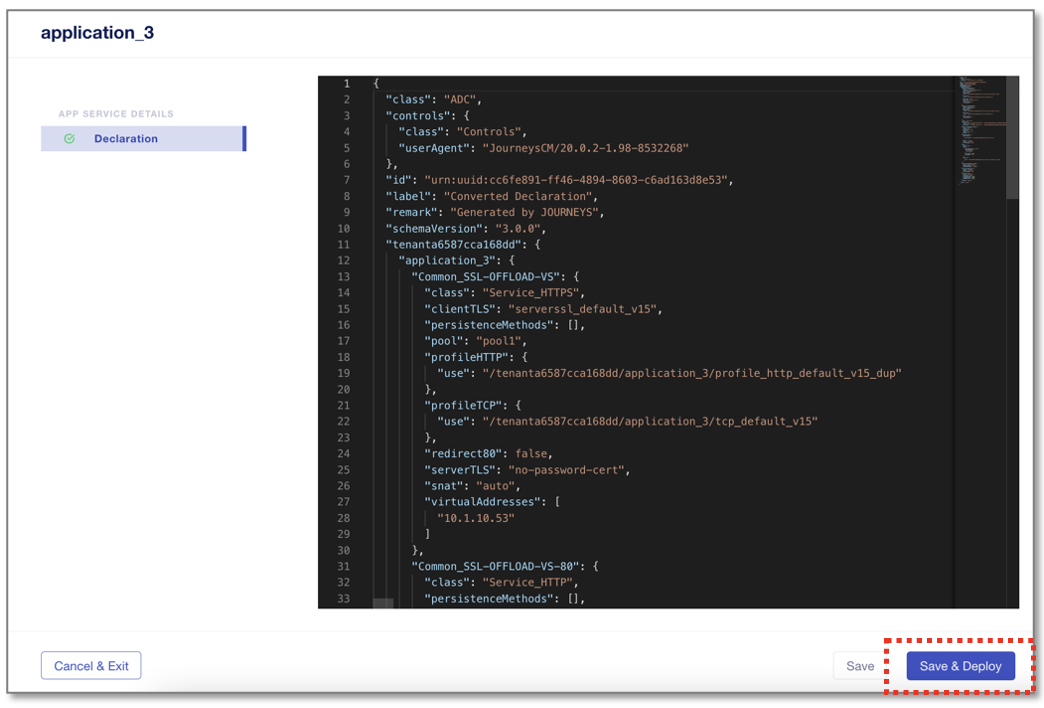 application_3
APP SERVICE DETAILS
Declaration
1 {
2 "class": "ADC",
3 "controls": {
4 "class": "Controls",
5 "userAgent": "JourneysCM/20.0.2-1.98-8532268"
6 },
7 "id": "urn:uuid:cc6fe891-ff46-4894-8603-c6ad163d8e53",
8 "label": "Converted Declaration",
9 "remark": "Generated by JOURNEYS",
10 "schemaVersion": "3.0.0",
11 "tenanta6587cca168dd": {
12 "application_3": {
13 "Common_SSL-OFFLOAD-VS": {
14 "class": "Service_HTTPS",
15 "clientTLS": "serverssl_default_v15",
16 "persistenceMethods": [],
17 "pool": "pool1",
18 "profileHTTP": {
19 "use": "/tenanta6587cca168dd/application_3/profile_http_default_v15_dup"
20 },
21 "profileTCP": {
22 "use": "/tenanta6587cca168dd/application_3/tcp_default_v15"
23 },
24 "redirect80": false,
25 "serverTLS": "no-password-cert",
26 "snat": "auto",
27 "virtualAddresses": [
28 "10.1.10.53"
29 ]
30 },
31 "Common_SSL-OFFLOAD-VS-80": {
32 "class": "Service_HTTP",
33 "persistenceMethods": [],
Cancel & Exit
Save
Save & Deploy